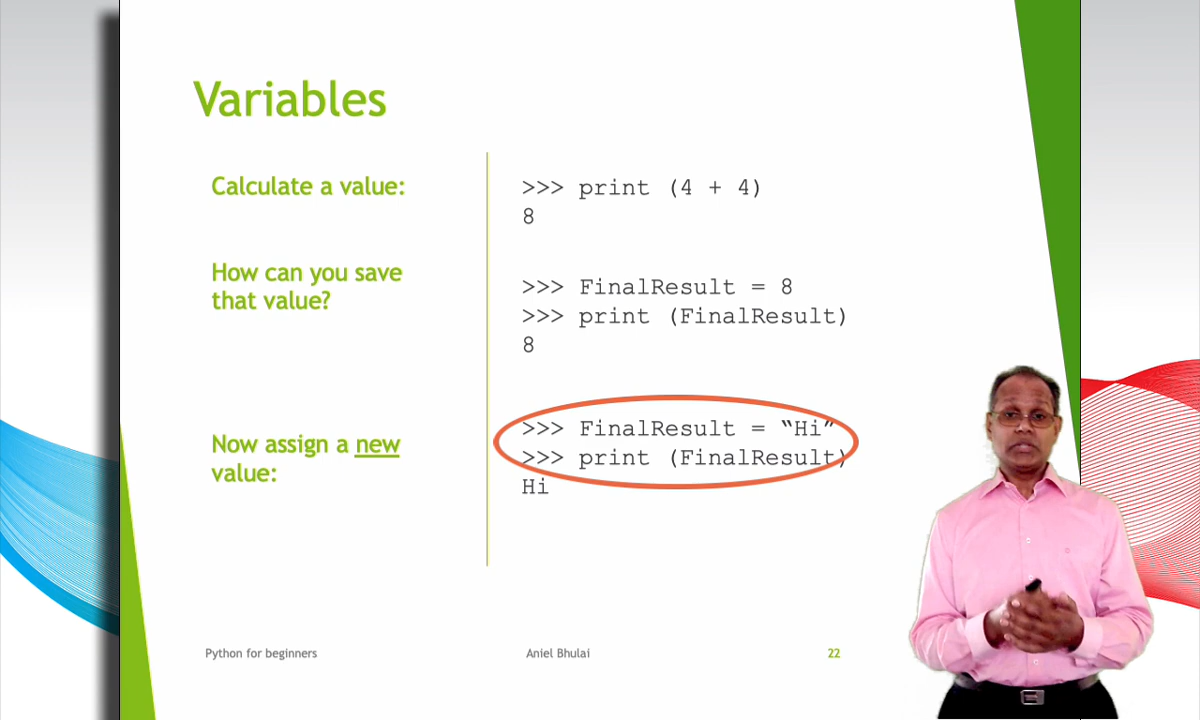 Variables
Calculate a value:
>>> print (4 + 4)
8
How can you save
that value?
>>> FinalResult = 8
>>> print (FinalResult)
8
Now assign a new
value:
>>> FinalResult = “Hi”
>>> print (FinalResult)
Hi
Python for beginners
Aniel Bhulai
22